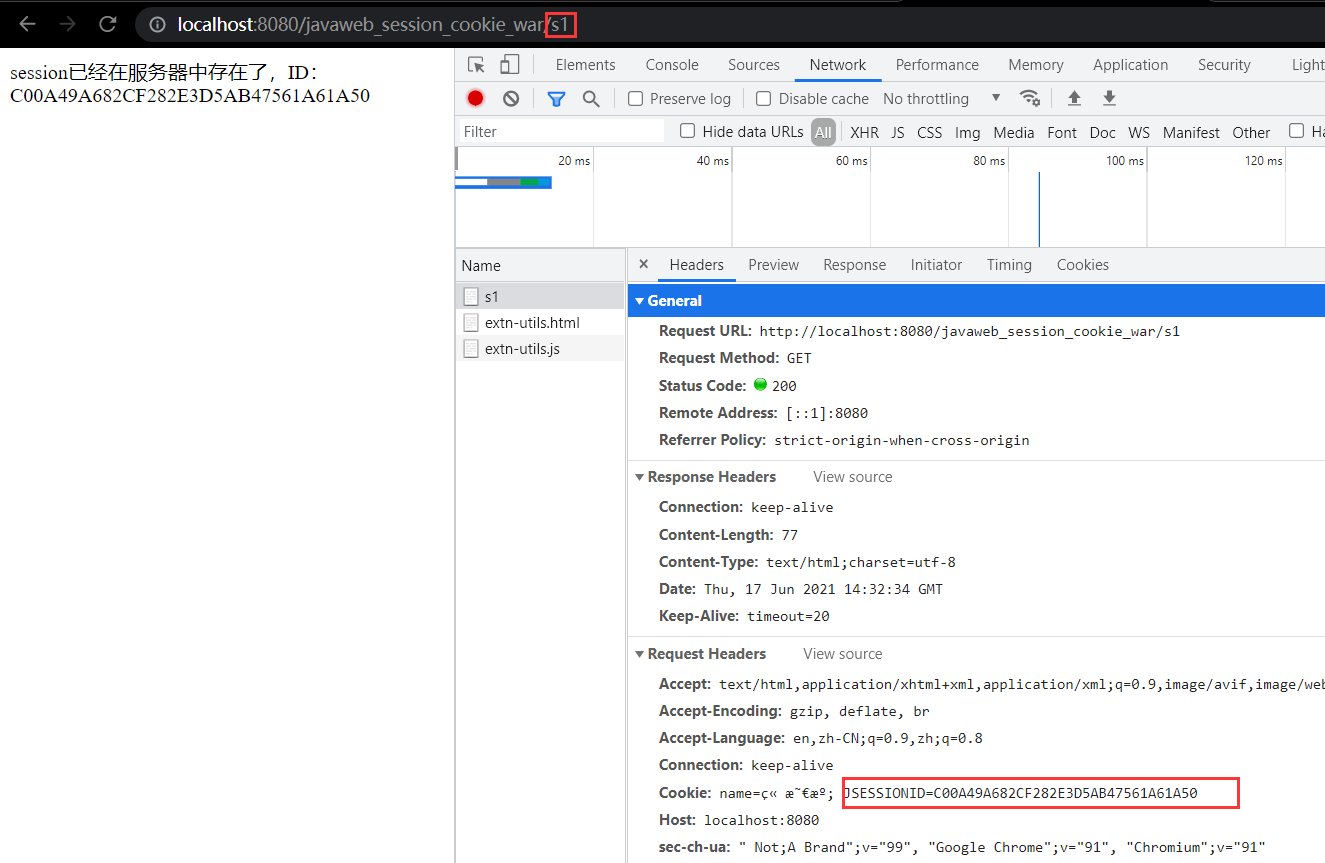 localhost:8080/javaweb_session_cookie_war/s1
session已经在服务器中存在了，ID：
C00A49A682CF282E3D5AB47561A61A50
Elements Console Sources Network Performance Memory Application Security Light
Preserve log Disable cache No throttling
Filter Hide data URLs All XHR JS CSS Img Media Font Doc WS Manifest Other Ha
20 ms 40 ms 60 ms 80 ms 100 ms 120 ms
Name
s1
extn-utils.html
extn-utils.js
× Headers Preview Response Initiator Timing Cookies
General
Request URL: http://localhost:8080/javaweb_session_cookie_war/s1
Request Method: GET
Status Code: 200
Remote Address: [::1]:8080
Referrer Policy: strict-origin-when-cross-origin
Response Headers View source
Connection: keep-alive
Content-Length: 77
Content-Type: text/html;charset=utf-8
Date: Thu, 17 Jun 2021 14:32:34 GMT
Keep-Alive: timeout=20
Request Headers View source
Accept: text/html,application/xhtml+xml,application/xml;q=0.9,image/avif,image/web
Accept-Encoding: gzip, deflate, br
Accept-Language: en,zh-CN;q=0.9,zh;q=0.8
Connection: keep-alive
Cookie: name=ç« æ˜€æº; JSESSIONID=C00A49A682CF282E3D5AB47561A61A50
Host: localhost:8080
sec-ch-ua: " Not;A Brand";v="99", "Google Chrome";v="91", "Chromium";v="91"